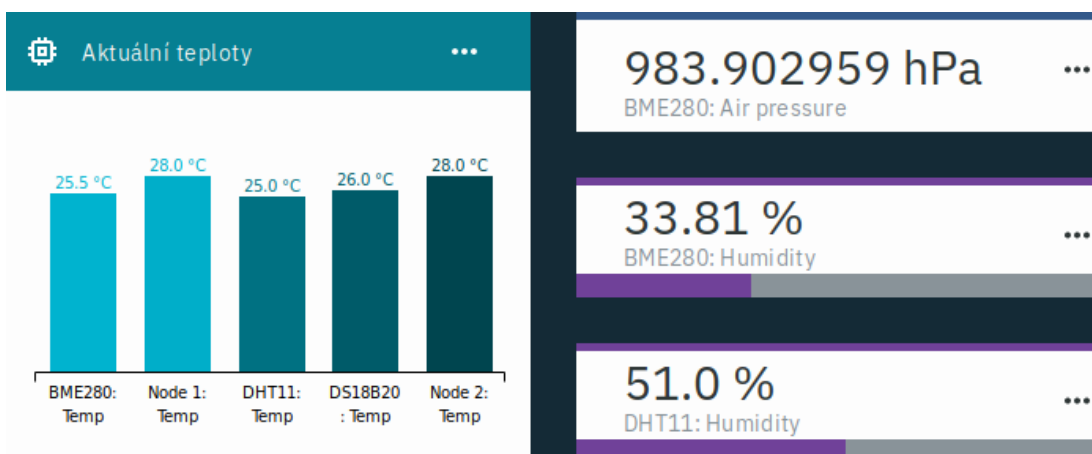 Aktuální teploty
25.5 °C
28.0 °C
25.0 °C
26.0 °C
28.0 °C
BME280:
Temp
Node 1:
Temp
DHT11:
Temp
DS18B20
: Temp
Node 2:
Temp
983.902959 hPa
BME280: Air pressure
33.81 %
BME280: Humidity
51.0 %
DHT11: Humidity